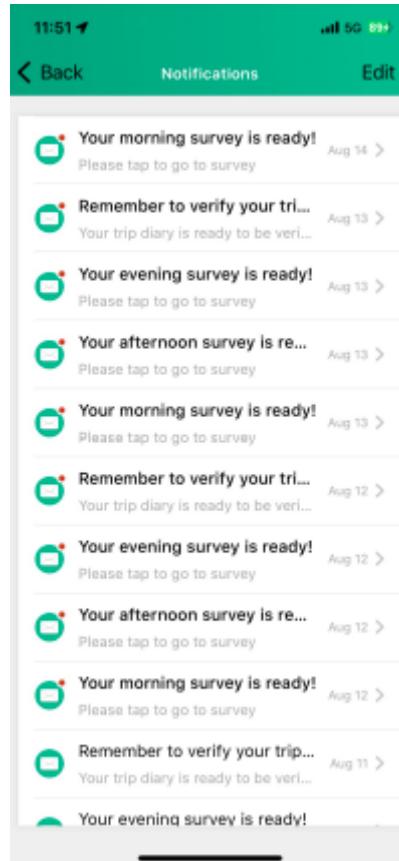 11:51
5G 89
Back
Notifications
Edit
Your morning survey is ready!
Please tap to go to survey
Aug 14
Remember to verify your tri...
Your trip diary is ready to be veri...
Aug 13
Your evening survey is ready!
Please tap to go to survey
Aug 13
Your afternoon survey is re...
Please tap to go to survey
Aug 13
Your morning survey is ready!
Please tap to go to survey
Aug 13
Remember to verify your tri...
Your trip diary is ready to be veri...
Aug 12
Your evening survey is ready!
Please tap to go to survey
Aug 12
Your afternoon survey is re...
Please tap to go to survey
Aug 12
Your morning survey is ready!
Please tap to go to survey
Aug 12
Remember to verify your trip...
Your trip diary is ready to be veri...
Aug 11
Your evening survey is ready!